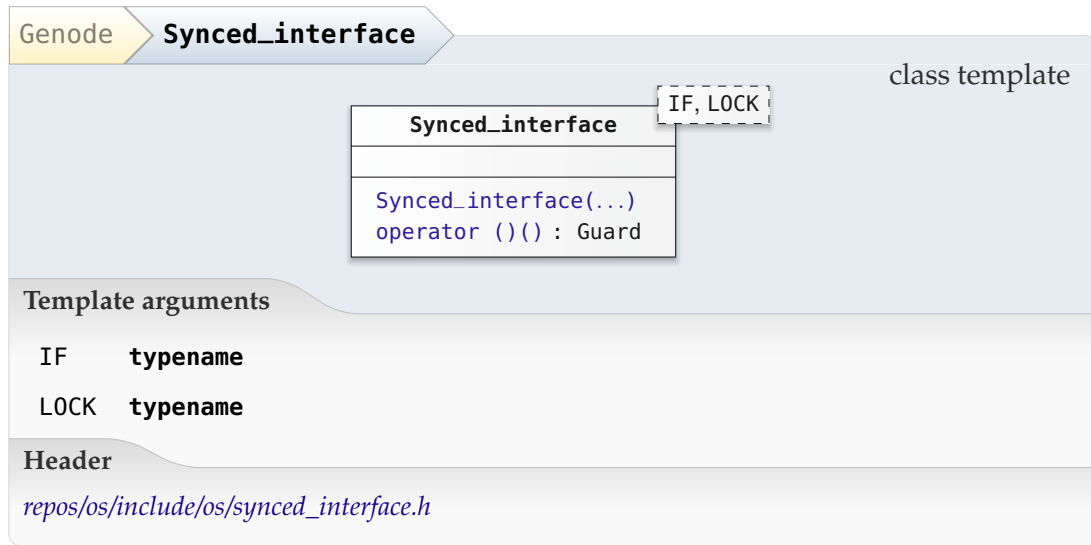 Genode Synced_interface
class template
IF, LOCK
Synced_interface
Synced_interface(...)
operator ()() : Guard
Template arguments
IF typename
LOCK typename
Header
repos/os/include/os/synced_interface.h